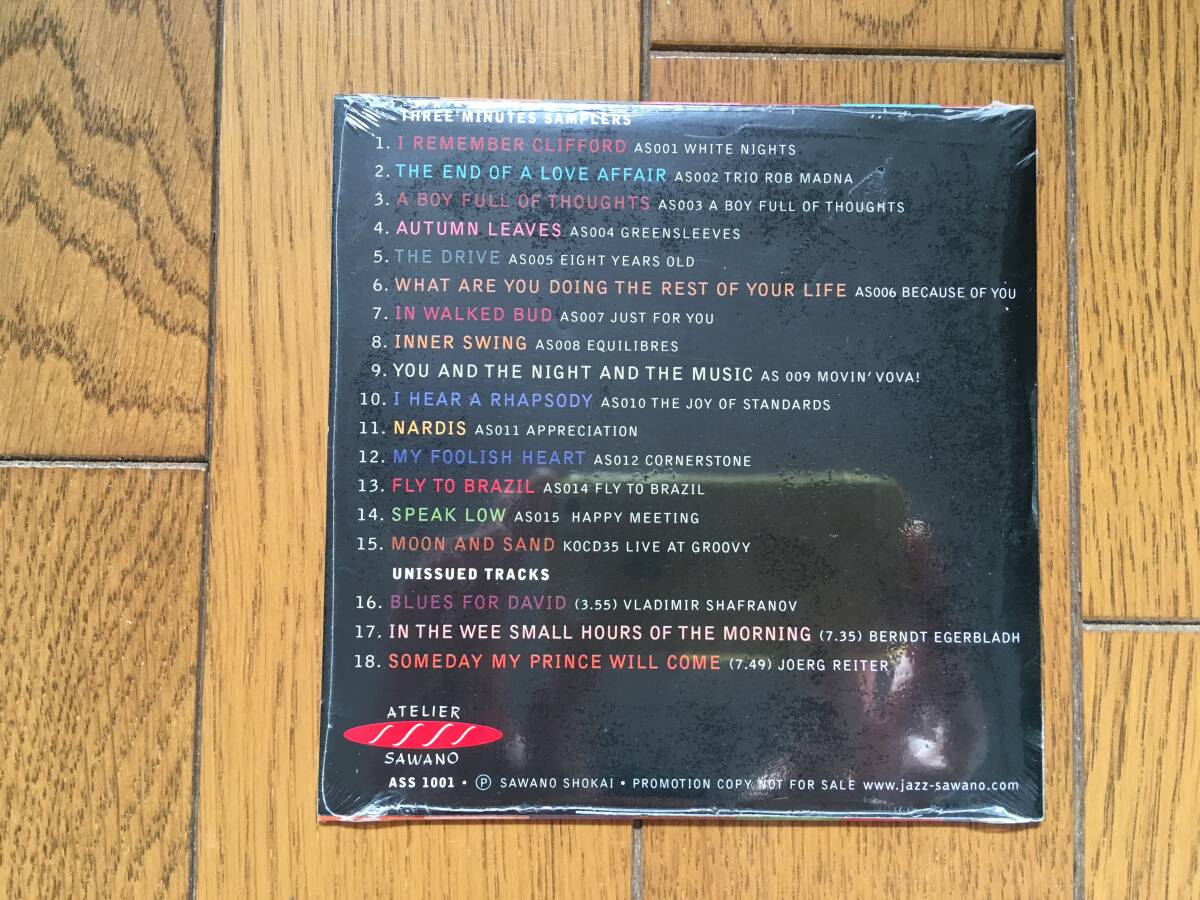 THREE MINUTES SAMPLERS
1. I REMEMBER CLIFFORD AS001 WHITE NIGHTS
2. THE END OF A LOVE AFFAIR AS002 TRIO ROB MADNA
3. A BOY FULL OF THOUGHTS AS003 A BOY FULL OF THOUGHTS
4. AUTUMN LEAVES AS004 GREENSLEEVES
5. THE DRIVE AS005 EIGHT YEARS OLD
6. WHAT ARE YOU DOING THE REST OF YOUR LIFE AS006 BECAUSE OF YOU
7. IN WALKED BUD AS007 JUST FOR YOU
8. INNER SWING AS008 EQUILIBRES
9. YOU AND THE NIGHT AND THE MUSIC AS 009 MOVIN' VOVA!
10. I HEAR A RHAPSODY AS010 THE JOY OF STANDARDS
11. NARDIS AS011 APPRECIATION
12. MY FOOLISH HEART AS012 CORNERSTONE
13. FLY TO BRAZIL AS014 FLY TO BRAZIL
14. SPEAK LOW AS015 HAPPY MEETING
15. MOON AND SAND KOCD35 LIVE AT GROOVY
UNISSUED TRACKS
16. BLUES FOR DAVID (3.55) VLADIMIR SHAFRANOV
17. IN THE WEE SMALL HOURS OF THE MORNING (7.35) BERNDT EGERBLADH
18. SOMEDAY MY PRINCE WILL COME (7.49) JOERG REITER
ATELIER
SAWANO
ASS 1001 • Ⓟ SAWANO SHOKAI • PROMOTION COPY NOT FOR SALE www.jazz-sawano.com